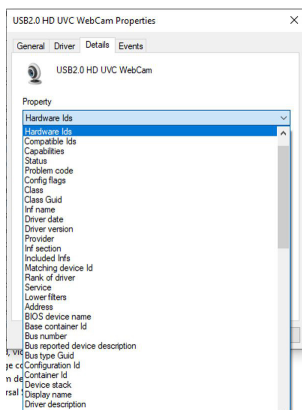 USB2.0 HD UVC WebCam Properties
General Driver Details Events
USB2.0 HD UVC WebCam
Property
Hardware Ids
Hardware Ids
Compatible Ids
Capabilities
Status
Problem code
Config flags
Class
Class Guid
Inf name
Driver date
Driver version
Provider
Inf section
Included Infs
Matching device Id
Rank of driver
Service
Lower filters
Address
BIOS device name
Base container Id
Bus number
Bus reported device description
Bus type Guid
Configuration Id
Container Id
Device stack
Display name
Driver description